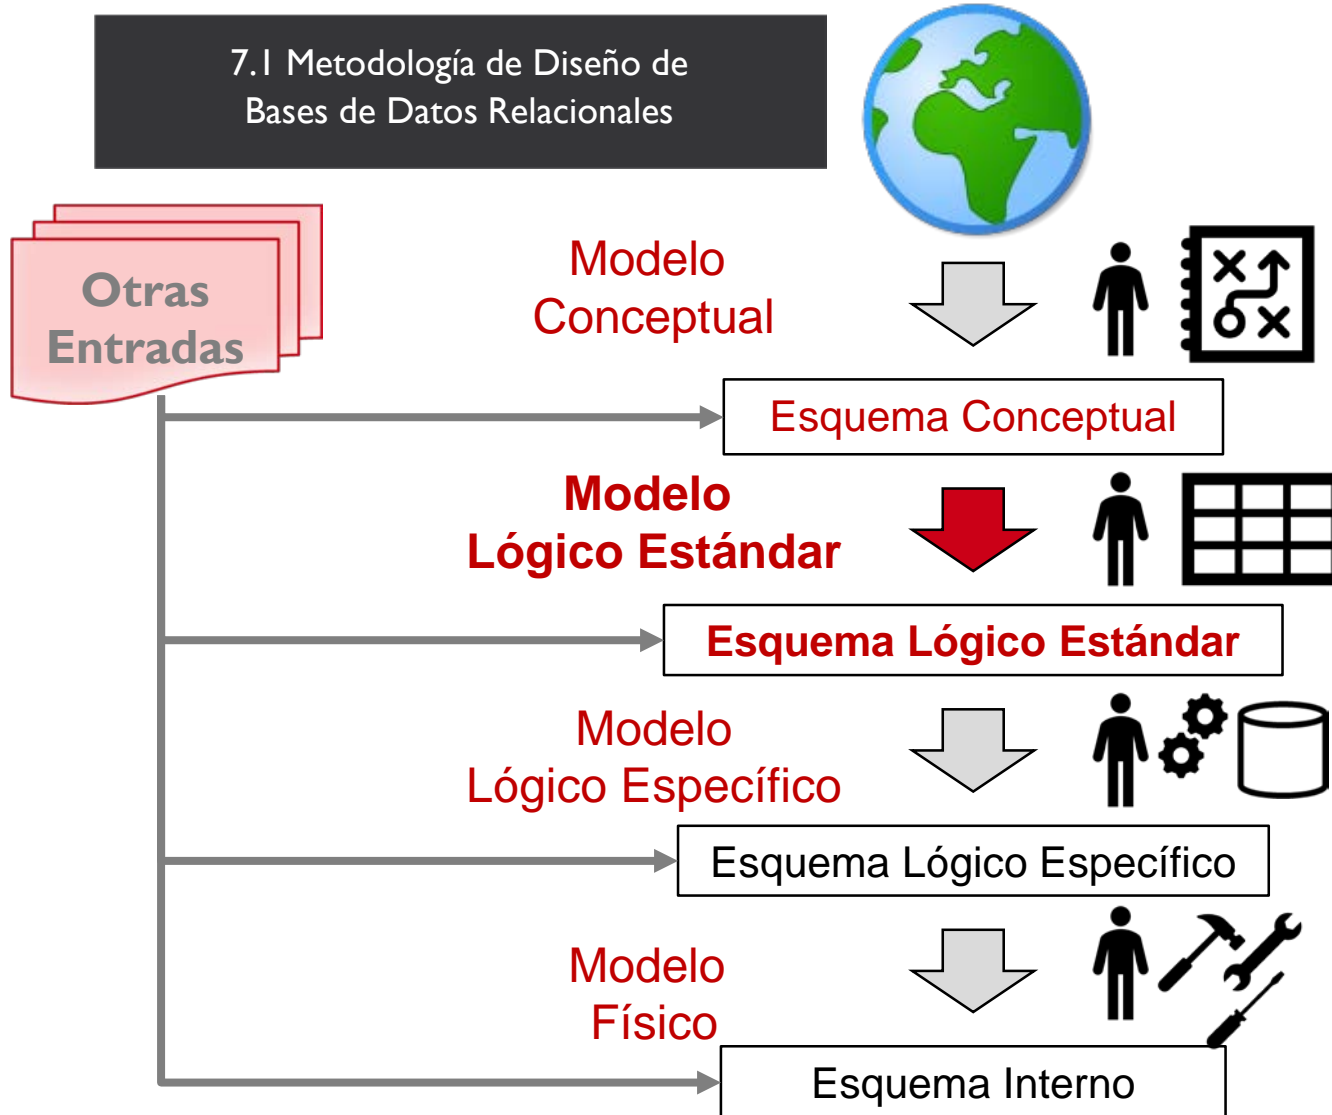 7.1 Metodología de Diseño de
Bases de Datos Relacionales
Otras
Entradas
Modelo
Conceptual
Esquema Conceptual
Modelo
Lógico Estándar
Esquema Lógico Estándar
Modelo
Lógico Específico
Esquema Lógico Específico
Modelo
Físico
Esquema Interno